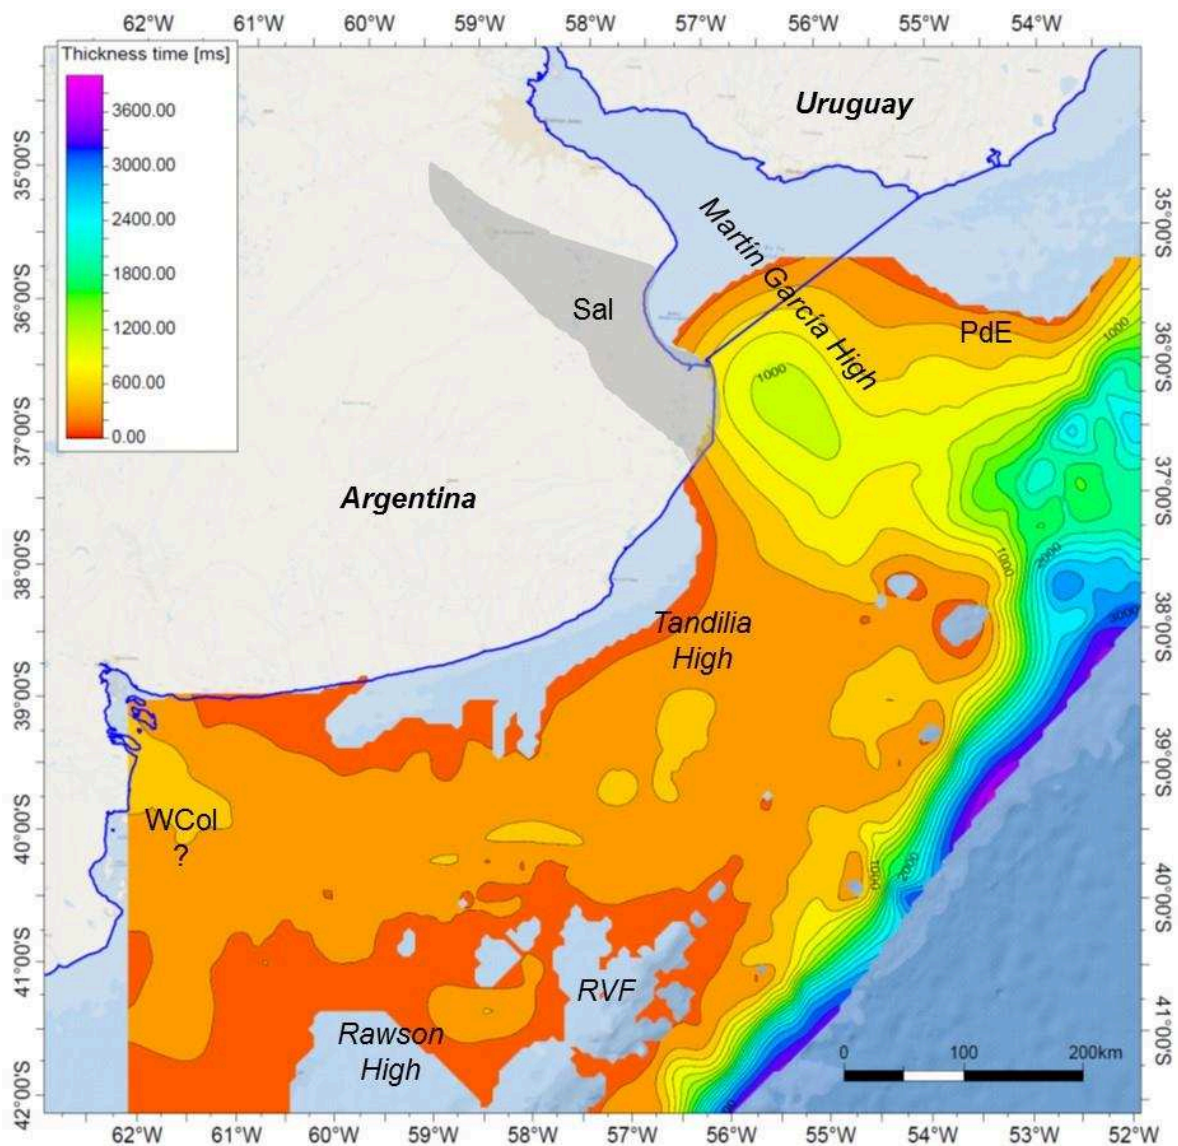 62°W 61°W 60°W 59°W 58°W 57°W 56°W 55°W 54°W
Thickness time [ms]
3600.00
3000.00
2400.00
1800.00
1200.00
600.00
0.00
Uruguay
Martín García High
Sal
PdE
Argentina
Tandilia
High
WCol
?
RVF
Rawson
High
1000
1000
1000
2000
3000
1000
2000
35°00'S
36°00'S
37°00'S
38°00'S
39°00'S
40°00'S
41°00'S
42°00'S
35°00'S
36°00'S
37°00'S
38°00'S
39°00'S
40°00'S
41°00'S
0 100 200km
62°W 61°W 60°W 59°W 58°W 57°W 56°W 55°W 54°W 53°W 52°W